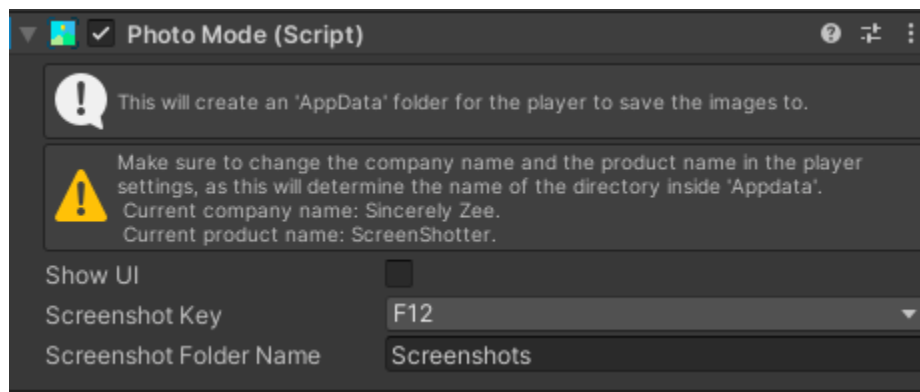 Photo Mode (Script)
This will create an 'AppData' folder for the player to save the images to.
Make sure to change the company name and the product name in the player
settings, as this will determine the name of the directory inside 'Appdata'.
Current company name: Sincerely Zee.
Current product name: ScreenShotter.
Show UI
Screenshot Key
F12
Screenshot Folder Name
Screenshots